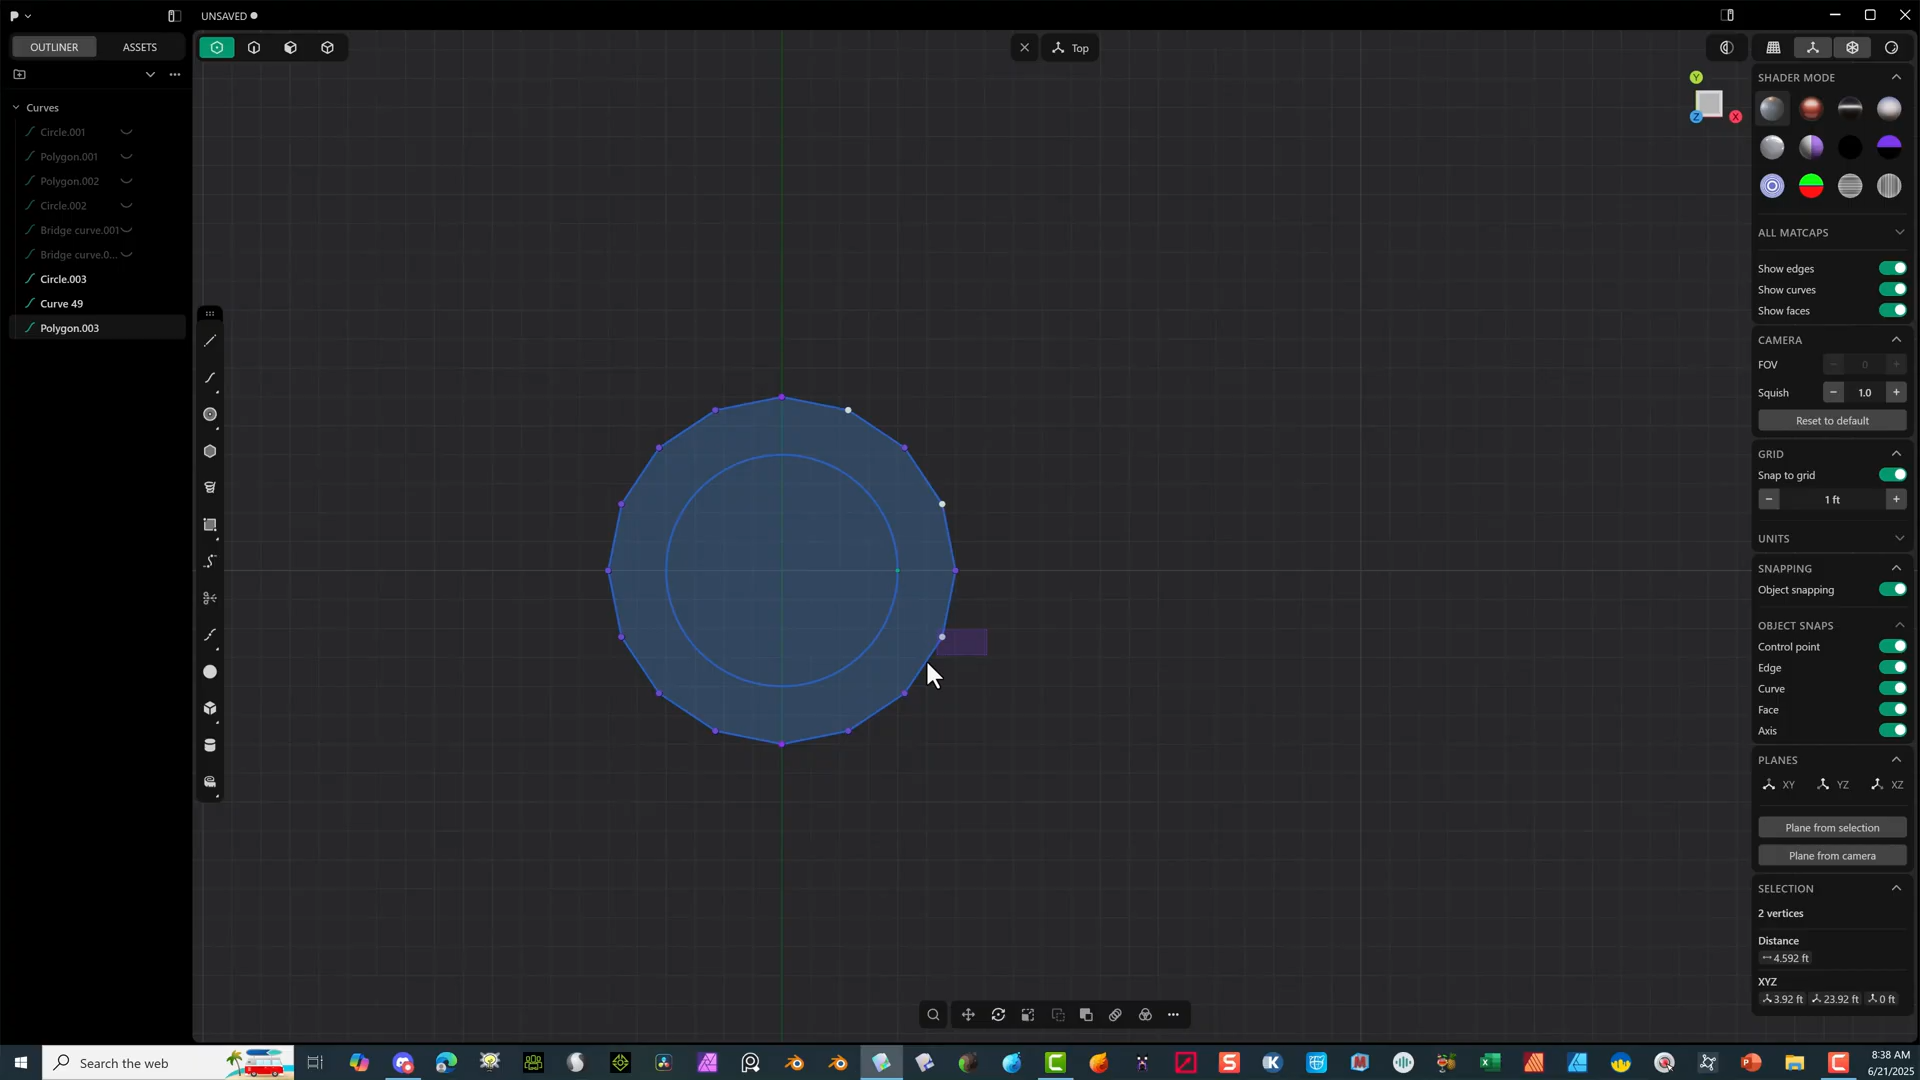 UNSAVED
OUTLINER
ASSETS
Top
Curves
Circle.001
Polygon.001
Polygon.002
Circle.002
Bridge curve.001
Bridge curve.0...
Circle.003
Curve 49
Polygon.003
Y
Z
X
SHADER MODE
ALL MATCAPS
Show edges
Show curves
Show faces
CAMERA
FOV
0
Squish
1.0
Reset to default
GRID
Snap to grid
1 ft
UNITS
SNAPPING
Object snapping
OBJECT SNAPS
Control point
Edge
Curve
Face
Axis
PLANES
XY
YZ
XZ
Plane from selection
Plane from camera
SELECTION
2 vertices
Distance
4.592 ft
XYZ
3.92 ft
23.92 ft
0 ft
Search the web
8:38 AM
6/21/2025